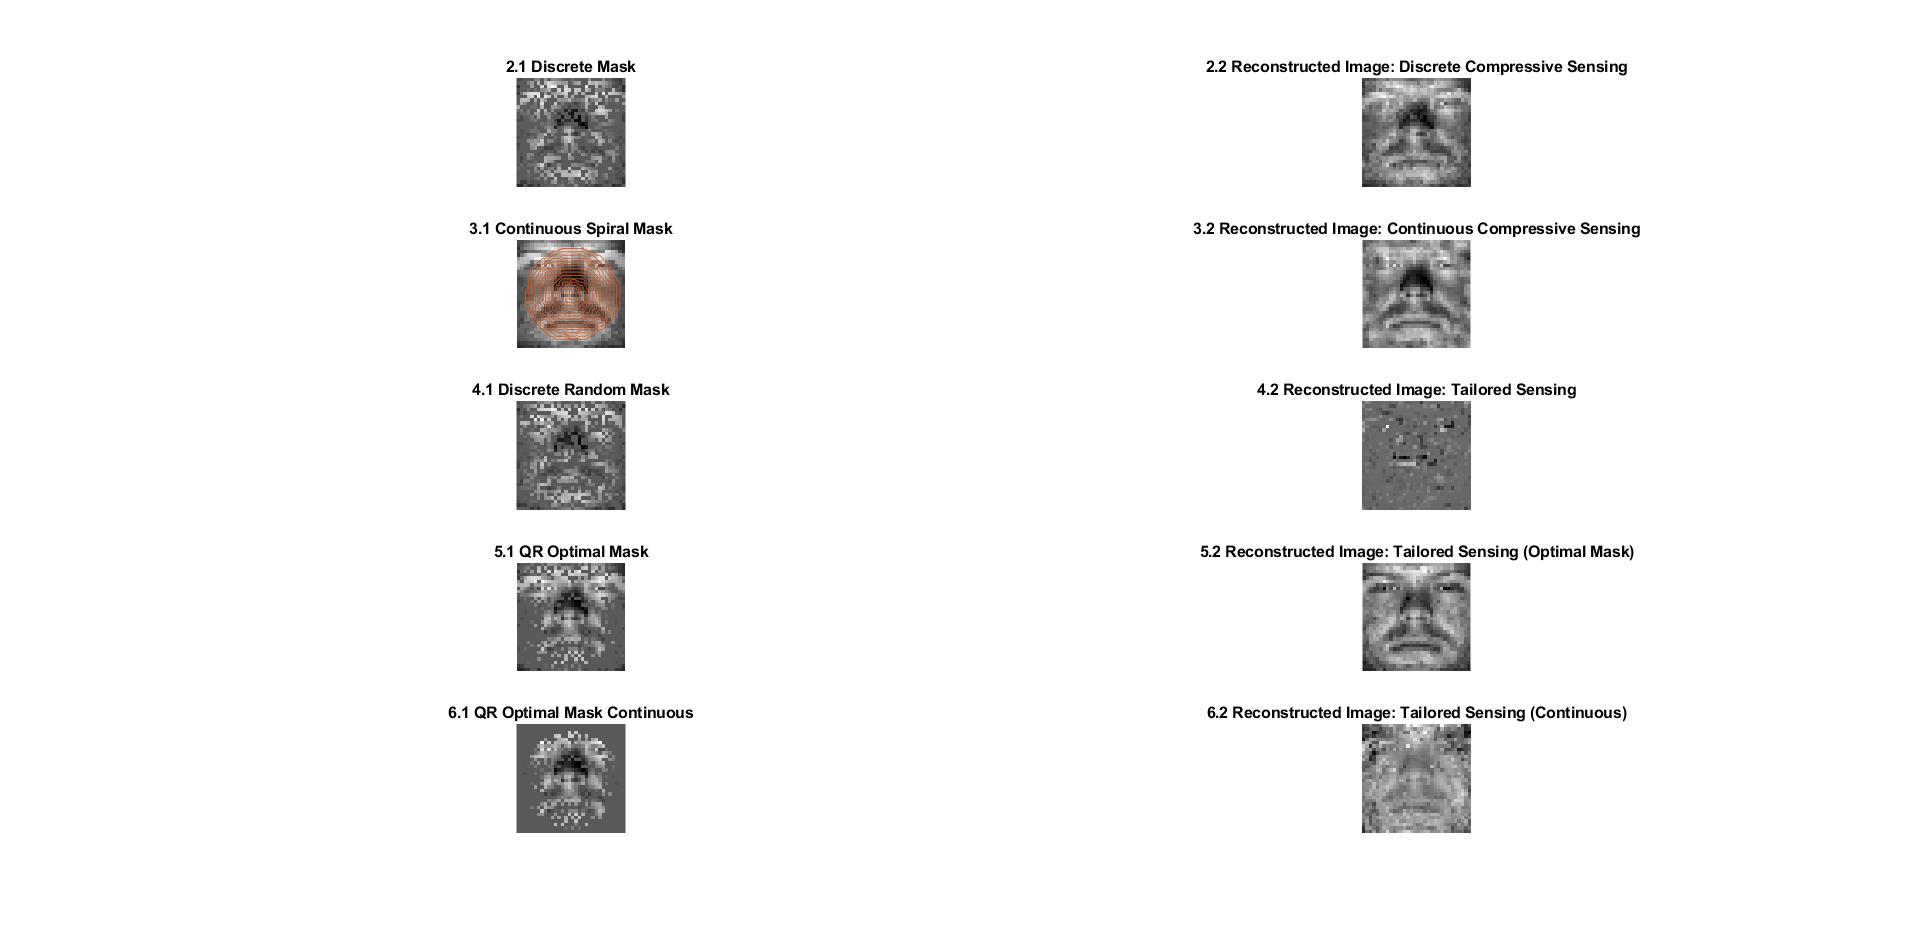 2.1 Discrete Mask
2.2 Reconstructed Image: Discrete Compressive Sensing
3.1 Continuous Spiral Mask
3.2 Reconstructed Image: Continuous Compressive Sensing
4.1 Discrete Random Mask
4.2 Reconstructed Image: Tailored Sensing
5.1 QR Optimal Mask
5.2 Reconstructed Image: Tailored Sensing (Optimal Mask)
6.1 QR Optimal Mask Continuous
6.2 Reconstructed Image: Tailored Sensing (Continuous)